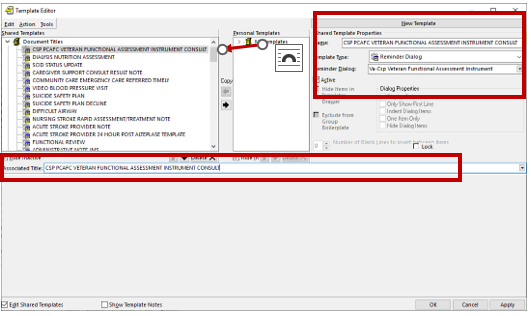 Template Editor
Edit Action Tools
New Template
Shared Templates
Personal Templates
Shared Template Properties
Document Titles
CSP PCAFC VETERAN FUNCTIONAL ASSESSMENT INSTRUMENT CONSULT
DIALYSIS NUTRITION ASSESSMENT
SCID STATUS UPDATE
CAREGIVER SUPPORT CONSULT RESULT NOTE
COMMUNITY CARE EMERGENCY CARE REFERRED TIMELY
VIDEO BLOOD PRESSURE VISIT
SUICIDE SAFETY PLAN
SUICIDE SAFETY PLAN DECLINE
DIFFICULT AIRWAY
NURSING STROKE RAPID ASSESSMENT/TREATMENT NOTE
ACUTE STROKE PROVIDER NOTE
ACUTE STROKE PROVIDER 24 HOUR POST ALTEPLASE TEMPLATE
FUNCTIONAL REVIEW
Templates
Copy
Name: CSP PCAFC VETERAN FUNCTIONAL ASSESSMENT INSTRUMENT CONSULT
Template Type: Reminder Dialog
Reminder Dialog: Va-Csp Veteran Functional Assessment Instrument
Active
Hide Items in
Dialog Properties
Drawer
Only Show First Line
Indent Dialog Items
Exclude from
Group
Boilerplate
One Item Only
Hide Dialog Items
0 Number of Blank Lines to insert between items
Lock
Hide Inactive
Delete
Associated Title: CSP PCAFC VETERAN FUNCTIONAL ASSESSMENT INSTRUMENT CONSULT
Edit Shared Templates
Show Template Notes
OK Cancel Apply